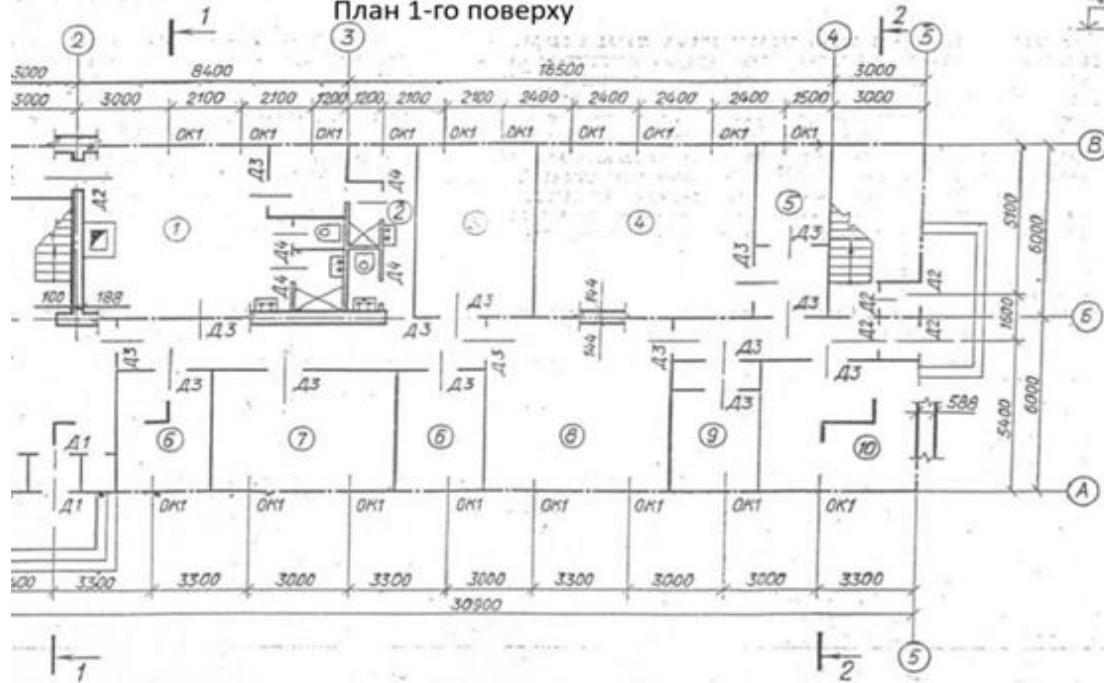 План 1-го поверху
1 2
2 3 4 5
3000 8400 18500 3000
3000 3000 2100 2100 1200 1200 2100 2100 2400 2400 2400 2400 1500 3000
ОК1 ОК1 ОК1 ОК1 ОК1 ОК1 ОК1 ОК1 ОК1 ОК1
В
Д3 Д4
Д2
1 2 4 5
5100 6000
Д4 Д4 Д3
Д4 Д2
100 188 144 Д2
Д3 Д3 Д3 Д3 Д2 Д2 1600 Б
144
Д3 Д3 Д3 Д3
Д3 Д3 Д3 Д3
Д3
588
5400 6000
Д1 6 7 6 8 9 10
А
Д1 ОК1 ОК1 ОК1 ОК1 ОК1 ОК1 ОК1
400 3300 3300 3000 3300 3000 3300 3000 3000 3300
30900
1 2 5